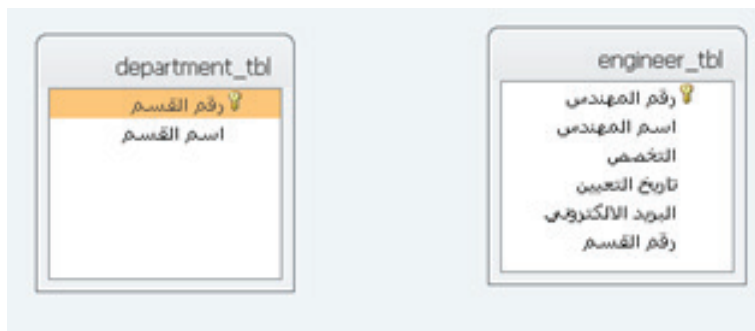 department_tbl
رقم القسم
اسم القسم
engineer_tbl
رقم المهندس
اسم المهندس
التخصص
تاريخ التعيين
البريد الالكتروني
رقم القسم